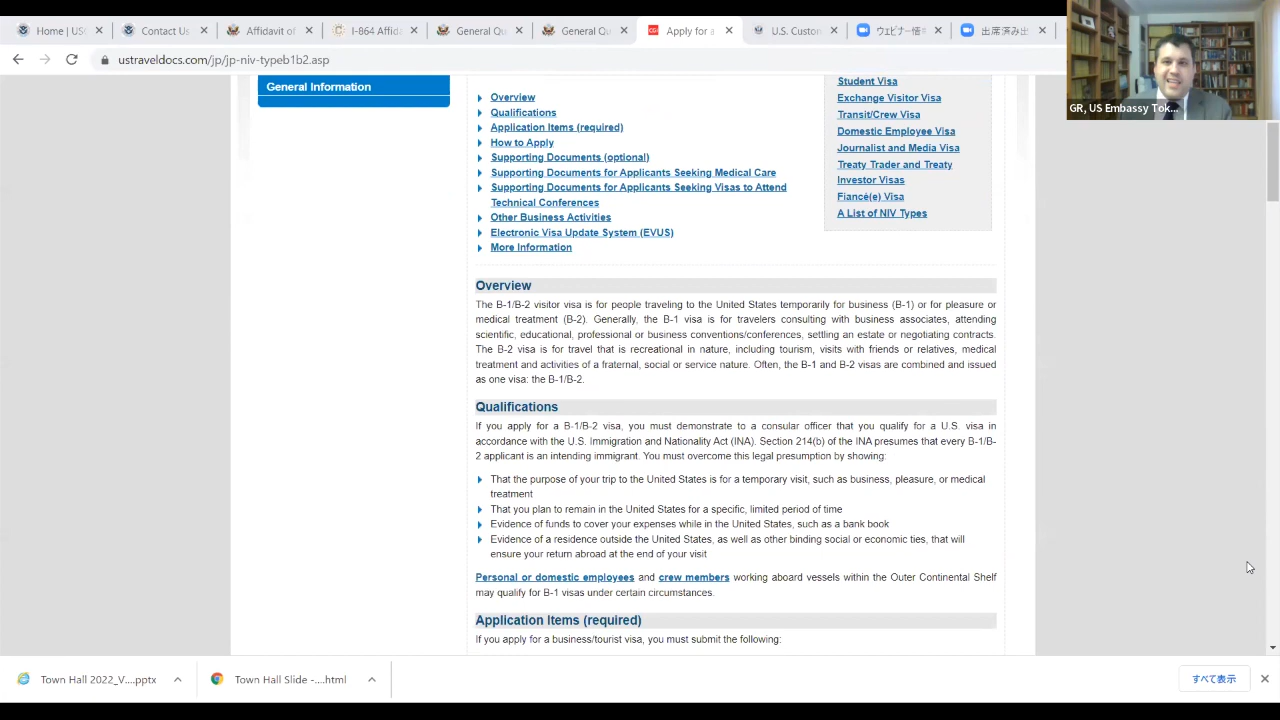 Home | US
Contact Us
Affidavit of
I-864 Affida
General Q
General Qu
Apply for a
U.S. Custon
ウェビナー情報
出席済み出
ustraveldocs.com/jp/jp-niv-typeb1b2.asp
GR, US Embassy Tok...
General Information
Overview
Qualifications
Application Items (required)
How to Apply
Supporting Documents (optional)
Supporting Documents for Applicants Seeking Medical Care
Supporting Documents for Applicants Seeking Visas to Attend
Technical Conferences
Other Business Activities
Electronic Visa Update System (EVUS)
More Information
Student Visa
Exchange Visitor Visa
Transit/Crew Visa
Domestic Employee Visa
Journalist and Media Visa
Treaty Trader and Treaty
Investor Visas
Fiancé(e) Visa
A List of NIV Types
Overview
The B-1/B-2 visitor visa is for people traveling to the United States temporarily for business (B-1) or for pleasure or
medical treatment (B-2). Generally, the B-1 visa is for travelers consulting with business associates, attending
scientific, educational, professional or business conventions/conferences, settling an estate or negotiating contracts.
The B-2 visa is for travel that is recreational in nature, including tourism, visits with friends or relatives, medical
treatment and activities of a fraternal, social or service nature. Often, the B-1 and B-2 visas are combined and issued
as one visa: the B-1/B-2.
Qualifications
If you apply for a B-1/B-2 visa, you must demonstrate to a consular officer that you qualify for a U.S. visa in
accordance with the U.S. Immigration and Nationality Act (INA). Section 214(b) of the INA presumes that every B-1/B-
2 applicant is an intending immigrant. You must overcome this legal presumption by showing:
That the purpose of your trip to the United States is for a temporary visit, such as business, pleasure, or medical
treatment
That you plan to remain in the United States for a specific, limited period of time
Evidence of funds to cover your expenses while in the United States, such as a bank book
Evidence of a residence outside the United States, as well as other binding social or economic ties, that will
ensure your return abroad at the end of your visit
Personal or domestic employees and crew members working aboard vessels within the Outer Continental Shelf
may qualify for B-1 visas under certain circumstances.
Application Items (required)
If you apply for a business/tourist visa, you must submit the following:
Town Hall 2022_V....pptx
Town Hall Slide -....html
すべて表示